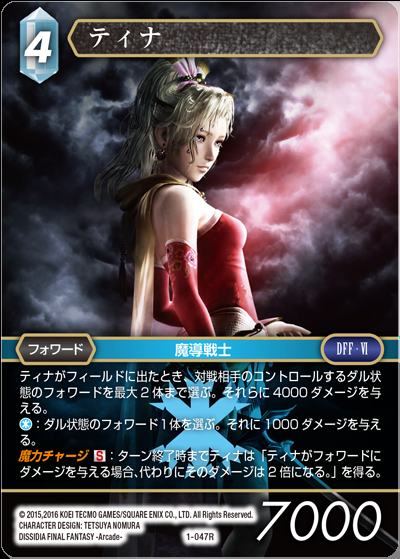 4
ティナ
フォワード
魔導戦士
DFF・VI
ティナがフィールドに出たとき、対戦相手のコントロールするダル状
態のフォワードを最大2体まで選ぶ。それらに 4000 ダメージを与
える。
氷:ダル状態のフォワード1体を選ぶ。それに 1000 ダメージを与
える。
魔力チャージ S:ターン終了時までティナは「ティナがフォワードに
ダメージを与える場合、代わりにそのダメージは2倍になる。」を得る。
© 2015,2016 KOEI TECMO GAMES/SQUARE ENIX CO., LTD. All Rights Reserved.
CHARACTER DESIGN: TETSUYA NOMURA
DISSIDIA FINAL FANTASY -Arcade-
1-047R
7000